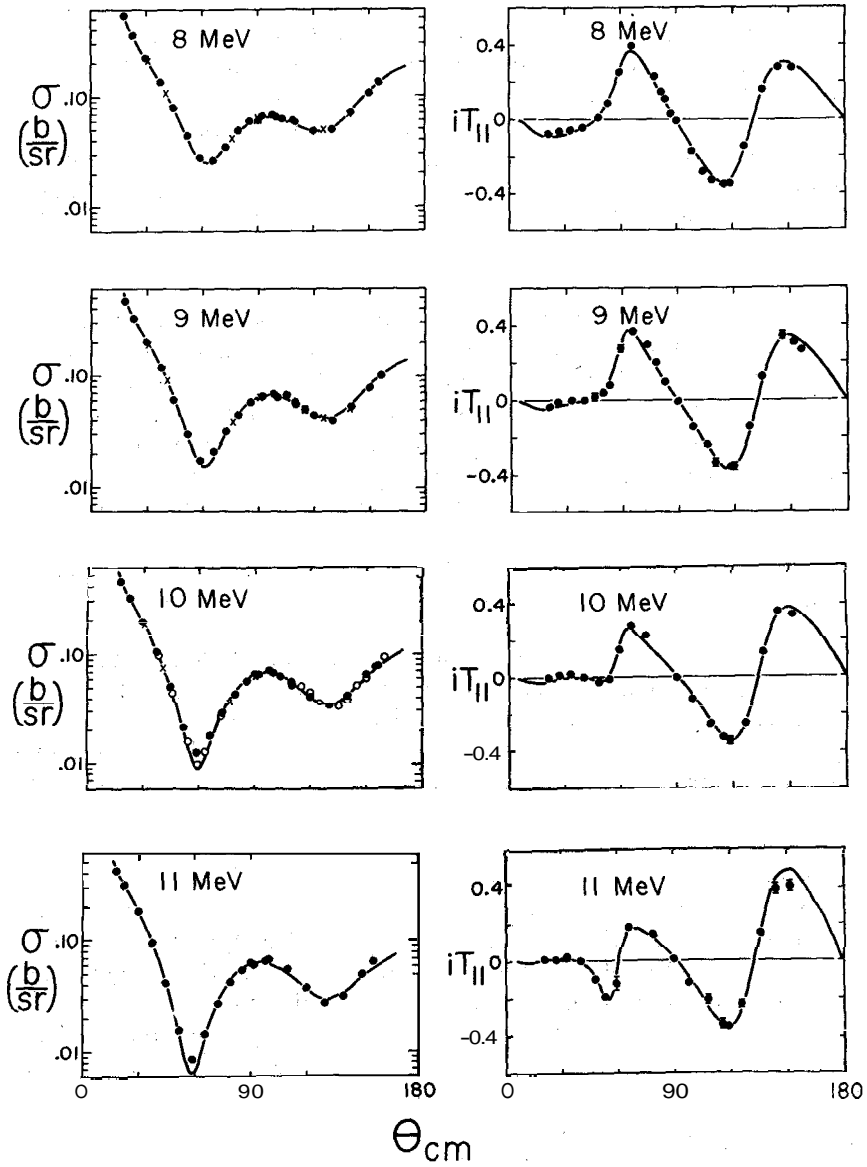 8 MeV
σ
(b/sr)
.10
.01
8 MeV
iT₁₁
0.4
0
-0.4
9 MeV
σ
(b/sr)
.10
.01
9 MeV
iT₁₁
0.4
0
-0.4
10 MeV
σ
(b/sr)
.10
.01
10 MeV
iT₁₁
0.4
0
-0.4
11 MeV
σ
(b/sr)
.10
.01
0 90 180
11 MeV
iT₁₁
0.4
0
-0.4
0 90 180
θcm